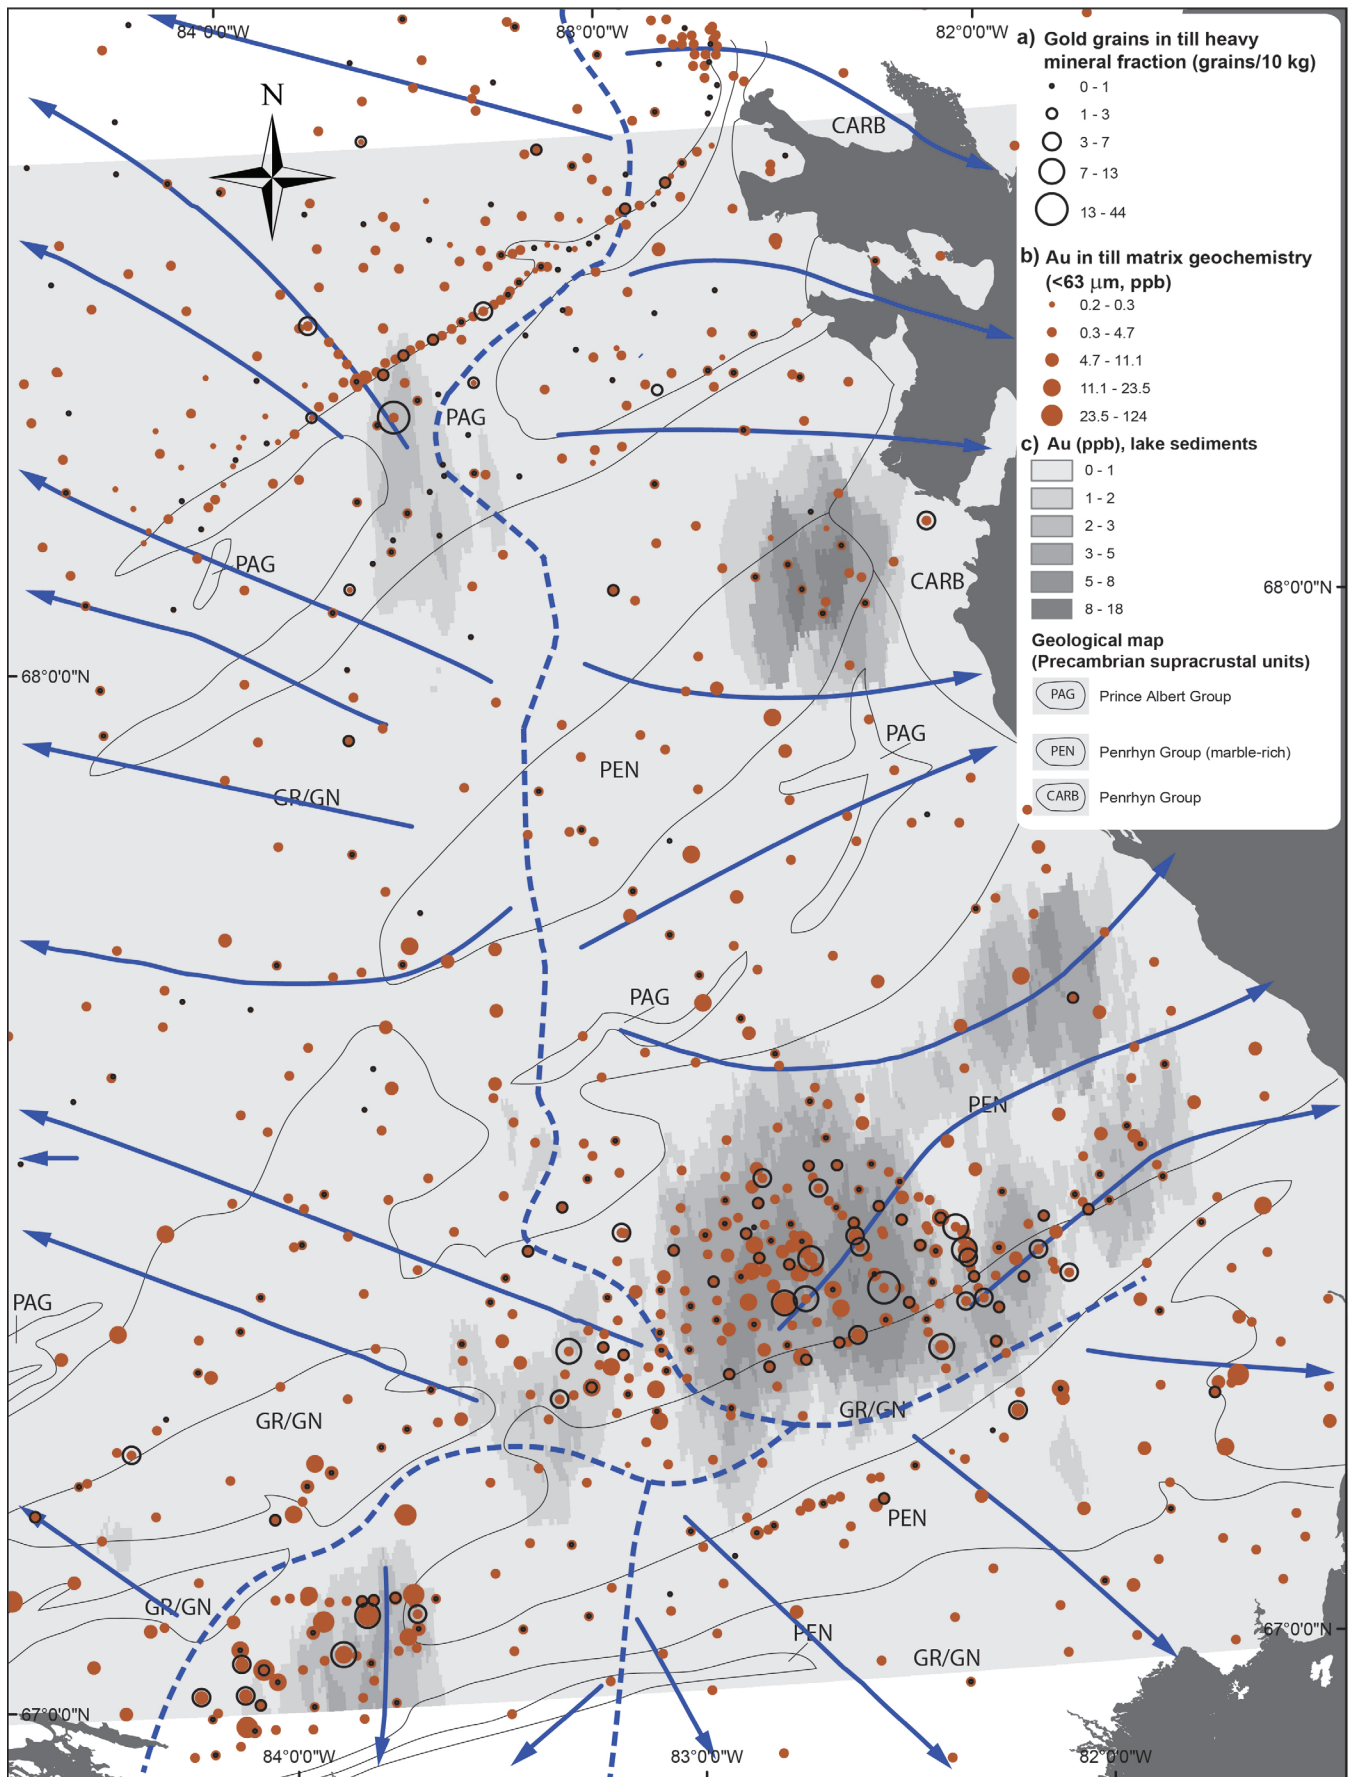 84°0'0"W
83°0'0"W
82°0'0"W
N
CARB
a) Gold grains in till heavy
mineral fraction (grains/10 kg)
0 - 1
1 - 3
3 - 7
7 - 13
13 - 44
b) Au in till matrix geochemistry
(<63 µm, ppb)
0.2 - 0.3
0.3 - 4.7
4.7 - 11.1
11.1 - 23.5
23.5 - 124
c) Au (ppb), lake sediments
0 - 1
1 - 2
2 - 3
3 - 5
5 - 8
8 - 18
Geological map
(Precambrian supracrustal units)
PAG Prince Albert Group
PEN Penrhyn Group (marble-rich)
CARB Penrhyn Group
PAG
PAG
CARB
68°0'0"N
68°0'0"N
PAG
PEN
GR/GN
PAG
PEN
PAG
GR/GN
GR/GN
PEN
GR/GN
PEN
67°0'0"N
GR/GN
67°0'0"N
84°0'0"W
83°0'0"W
82°0'0"W